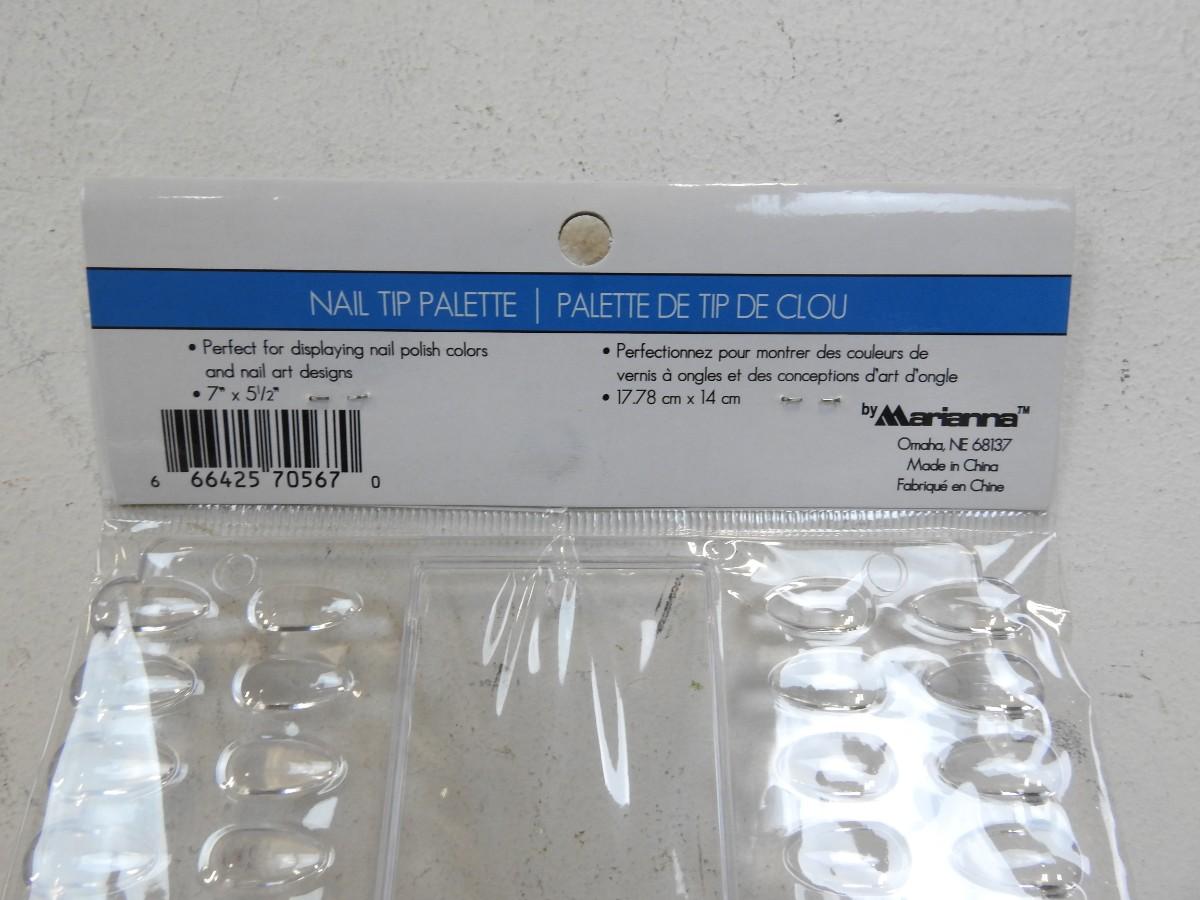 NAIL TIP PALETTE | PALETTE DE TIP DE CLOU
• Perfect for displaying nail polish colors
and nail art designs
• 7" x 5 1/2"
6 66425 70567 0
• Perfectionnez pour montrer des couleurs de
vernis à ongles et des conceptions d'art d'ongle
• 17.78 cm x 14 cm
by Marianna™
Omaha, NE 68137
Made in China
Fabriqué en Chine